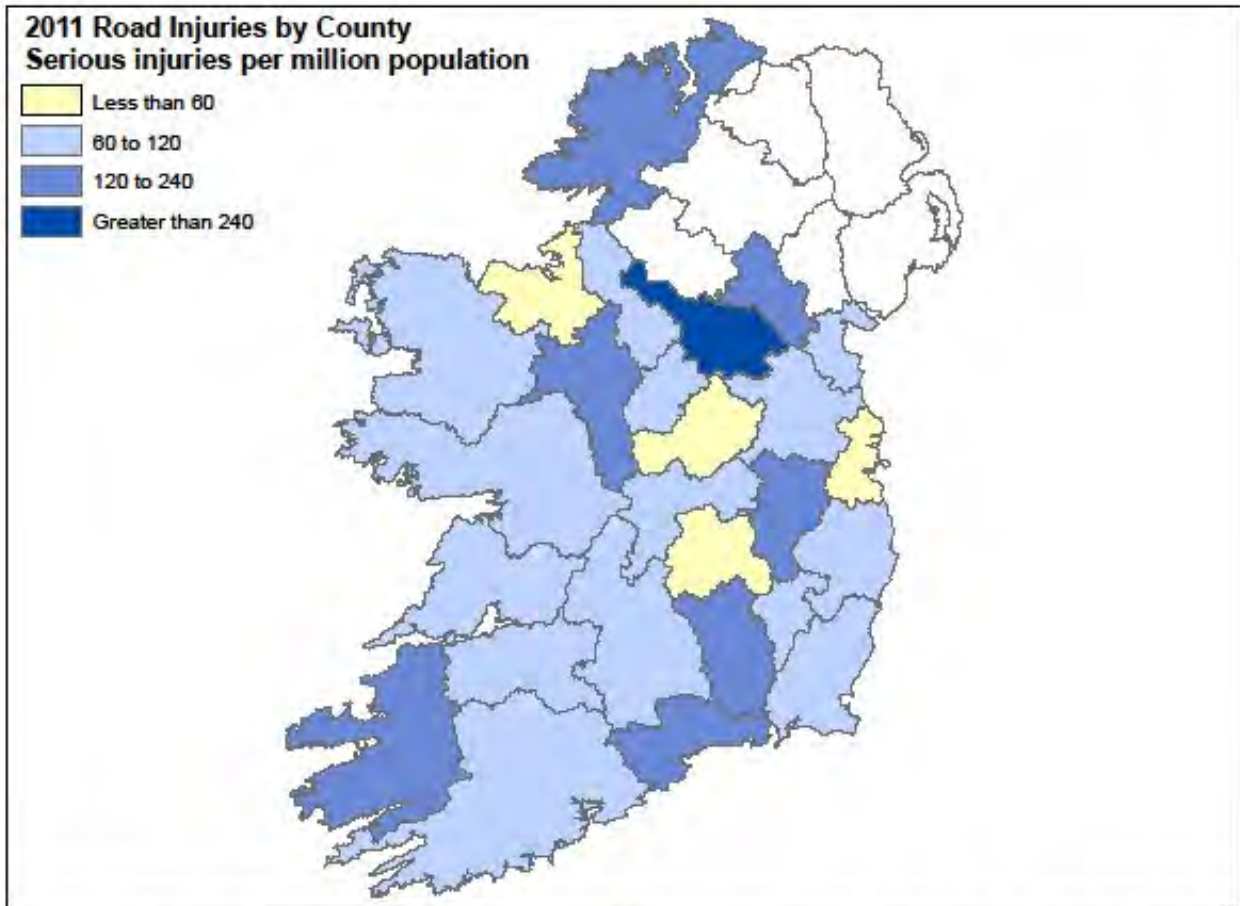 2011 Road Injuries by County
Serious injuries per million population
Less than 60
60 to 120
120 to 240
Greater than 240